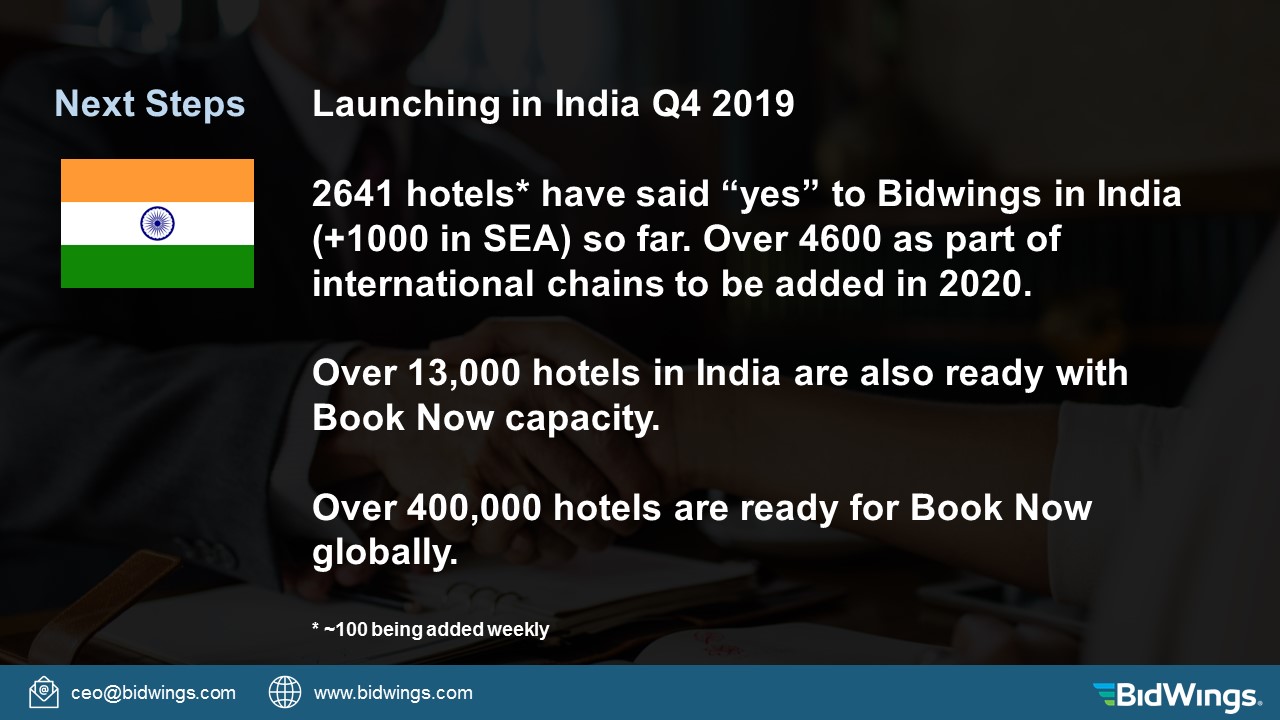 Next Steps
Launching in India Q4 2019
2641 hotels* have said “yes” to Bidwings in India
(+1000 in SEA) so far. Over 4600 as part of
international chains to be added in 2020.
Over 13,000 hotels in India are also ready with
Book Now capacity.
Over 400,000 hotels are ready for Book Now
globally.
* ~100 being added weekly
ceo@bidwings.com
www.bidwings.com
BidWings®